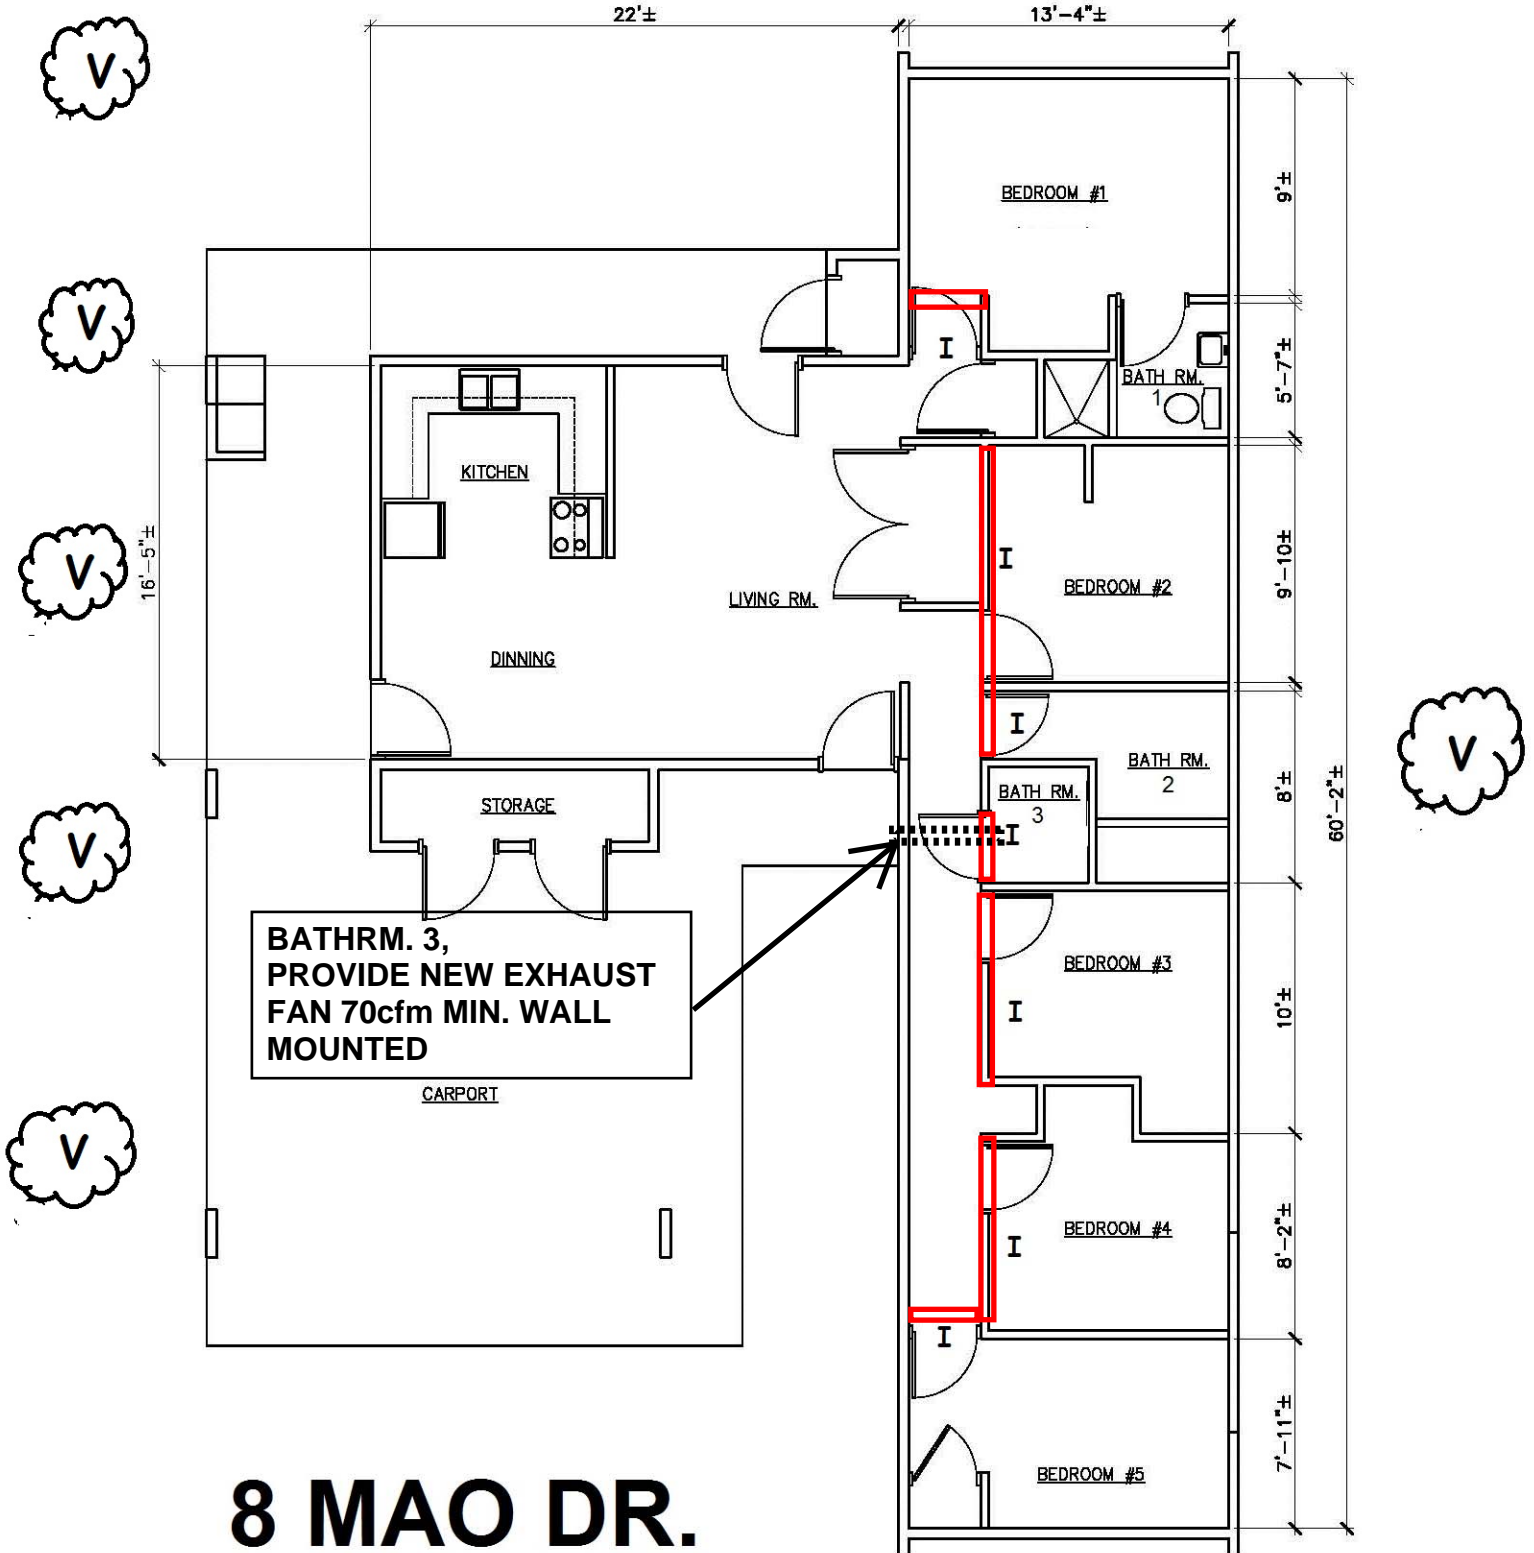 22'±
13'-4"±
V
BEDROOM #1
9'±
V
V
BATH RM.
1
5'-7"±
I
KITCHEN
16'-5"±
V
I
BEDROOM #2
9'-10±
LIVING RM.
DINNING
I
V
BATH RM.
2
BATH RM.
3
8'±
60'-2"±
STORAGE
I
V
BATHRM. 3,
PROVIDE NEW EXHAUST
FAN 70cfm MIN. WALL
MOUNTED
BEDROOM #3
I
10'±
CARPORT
V
BEDROOM #4
I
8'-2"±
I
BEDROOM #5
7'-11"±
8 MAO DR.